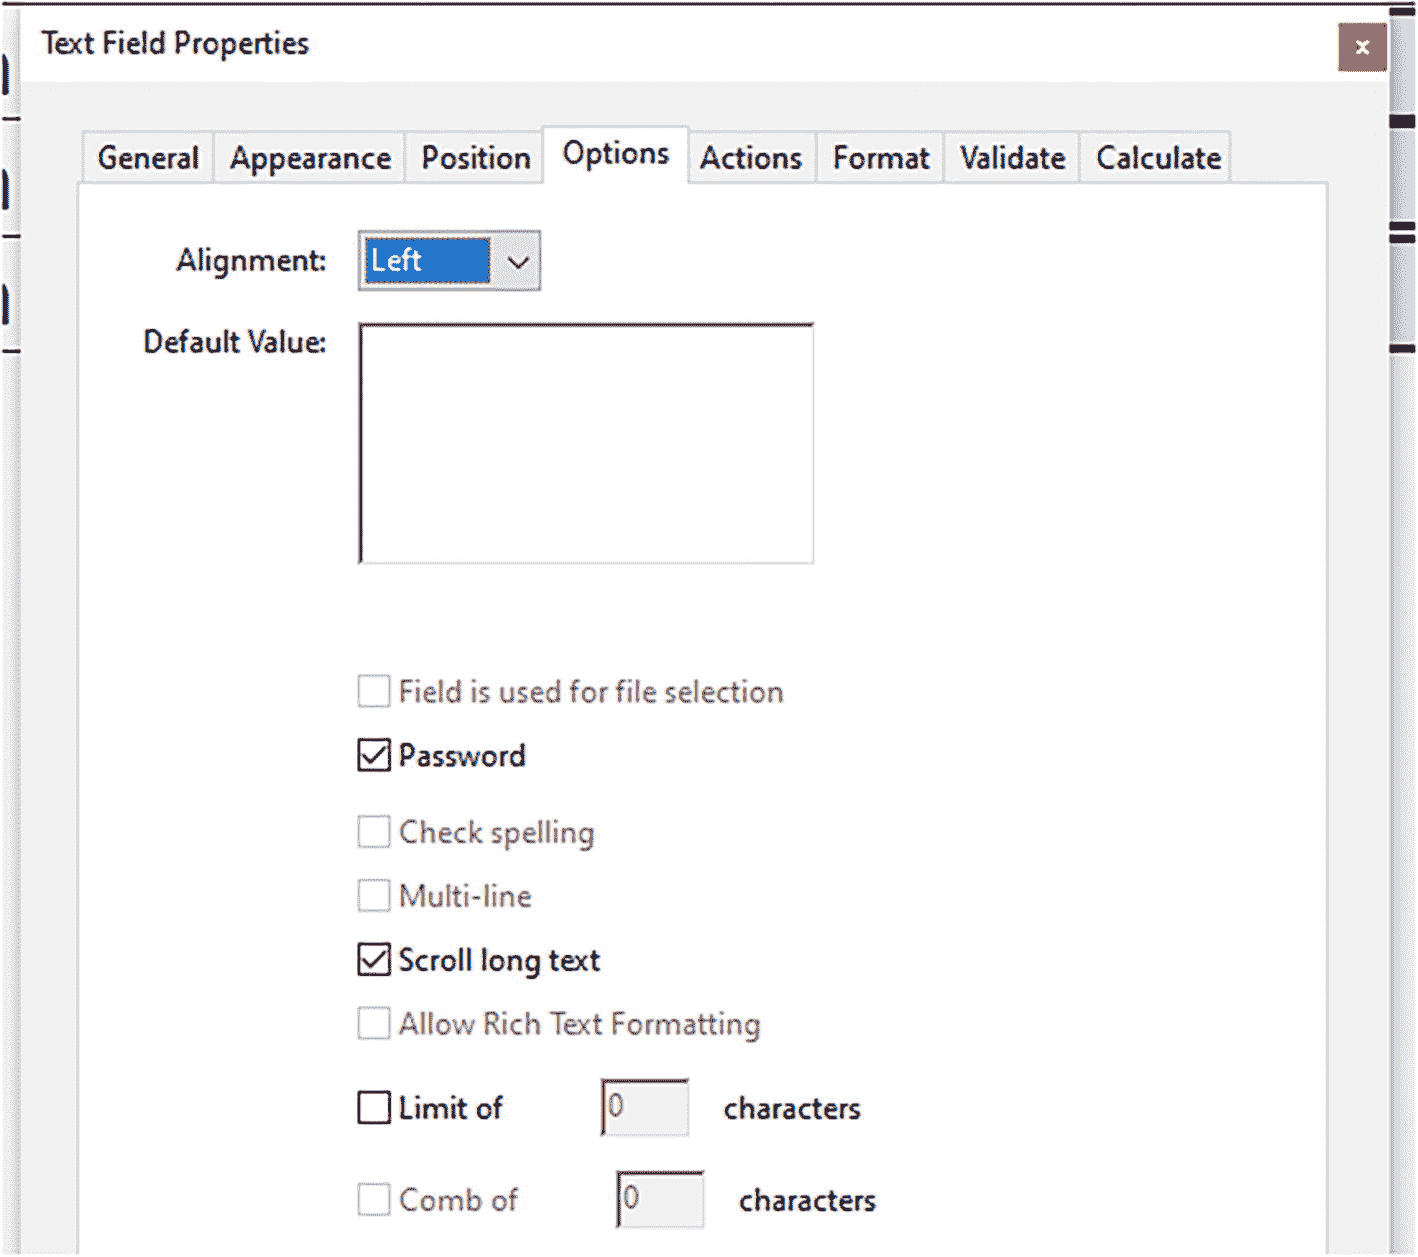 Text Field Properties
x
General Appearance Position Options Actions Format Validate Calculate
Alignment: Left
Default Value:
Field is used for file selection
Password
Check spelling
Multi-line
Scroll long text
Allow Rich Text Formatting
Limit of 0 characters
Comb of 0 characters